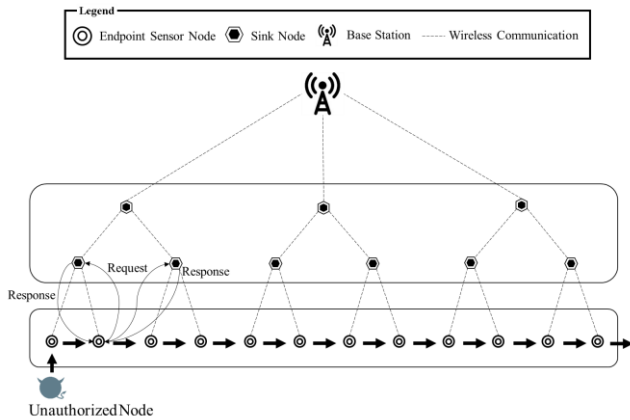 Legend
Endpoint Sensor Node Sink Node Base Station Wireless Communication
Request
Response
Response
Unauthorized Node